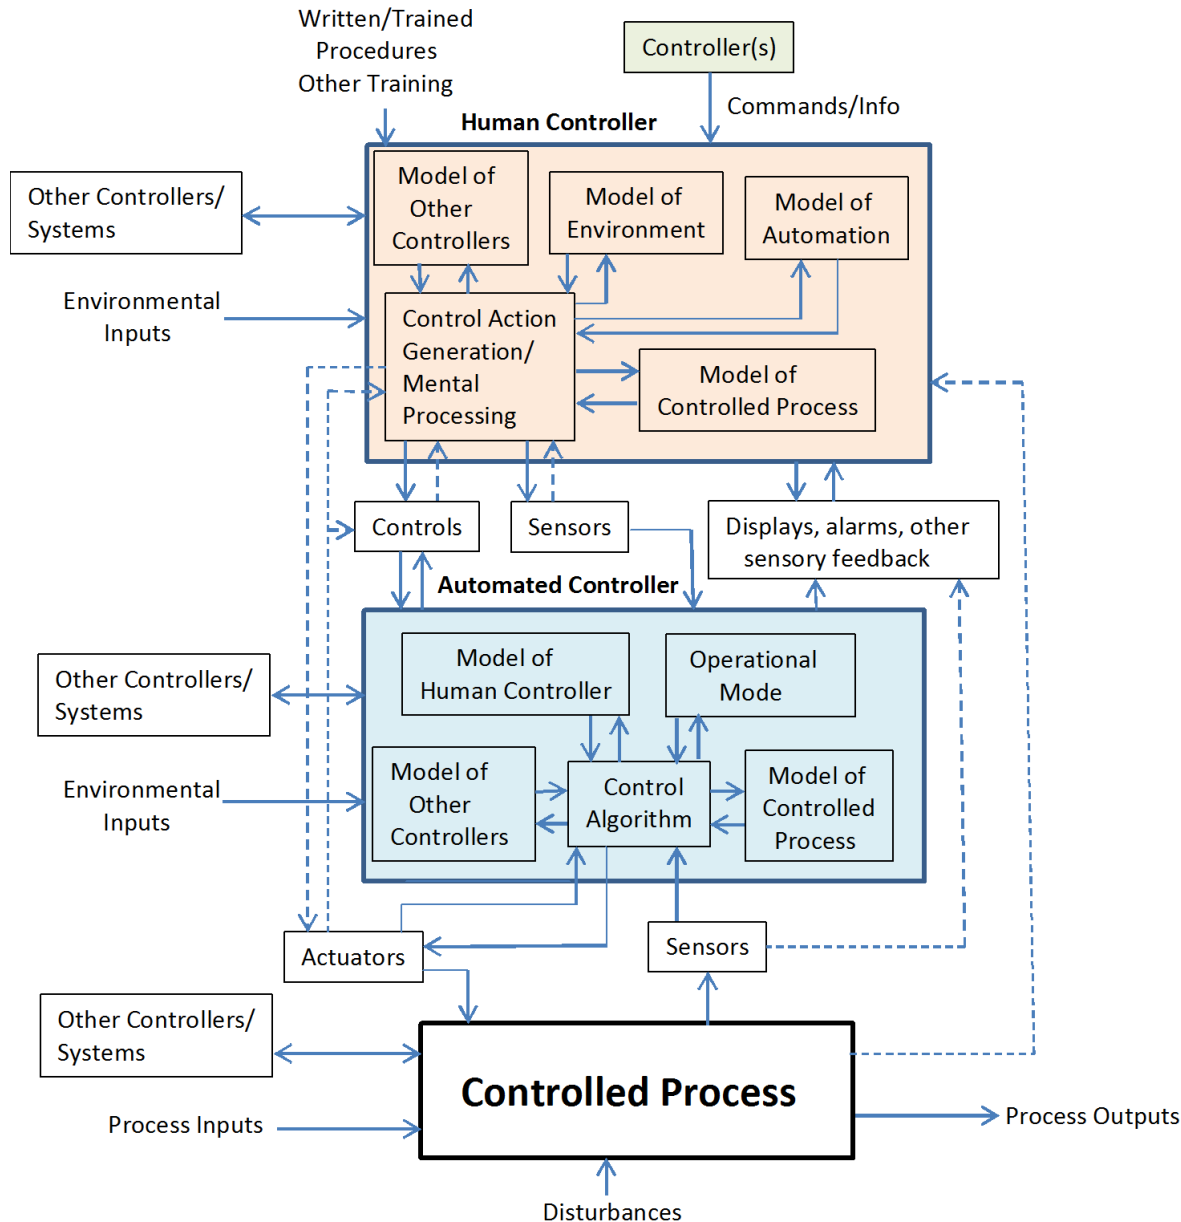 Written/Trained
Procedures
Other Training
Controller(s)
Commands/Info
Human Controller
Other Controllers/
Systems
Model of
Other
Controllers
Model of
Environment
Model of
Automation
Environmental
Inputs
Control Action
Generation/
Mental
Processing
Model of
Controlled Process
Controls
Sensors
Displays, alarms, other
sensory feedback
Automated Controller
Other Controllers/
Systems
Model of
Human Controller
Operational
Mode
Environmental
Inputs
Model of
Other
Controllers
Control
Algorithm
Model of
Controlled
Process
Actuators
Sensors
Other Controllers/
Systems
Controlled Process
Process Inputs
Process Outputs
Disturbances